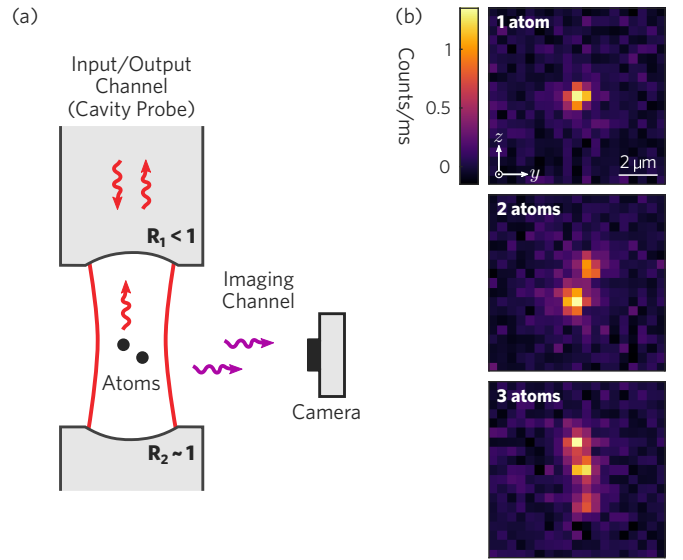 (a)
Input/Output
Channel
(Cavity Probe)
R1 < 1
Imaging
Channel
Atoms
Camera
R2 ~ 1
(b)
Counts/ms
1
0.5
0
1 atom
z
y
2 μm
2 atoms
3 atoms